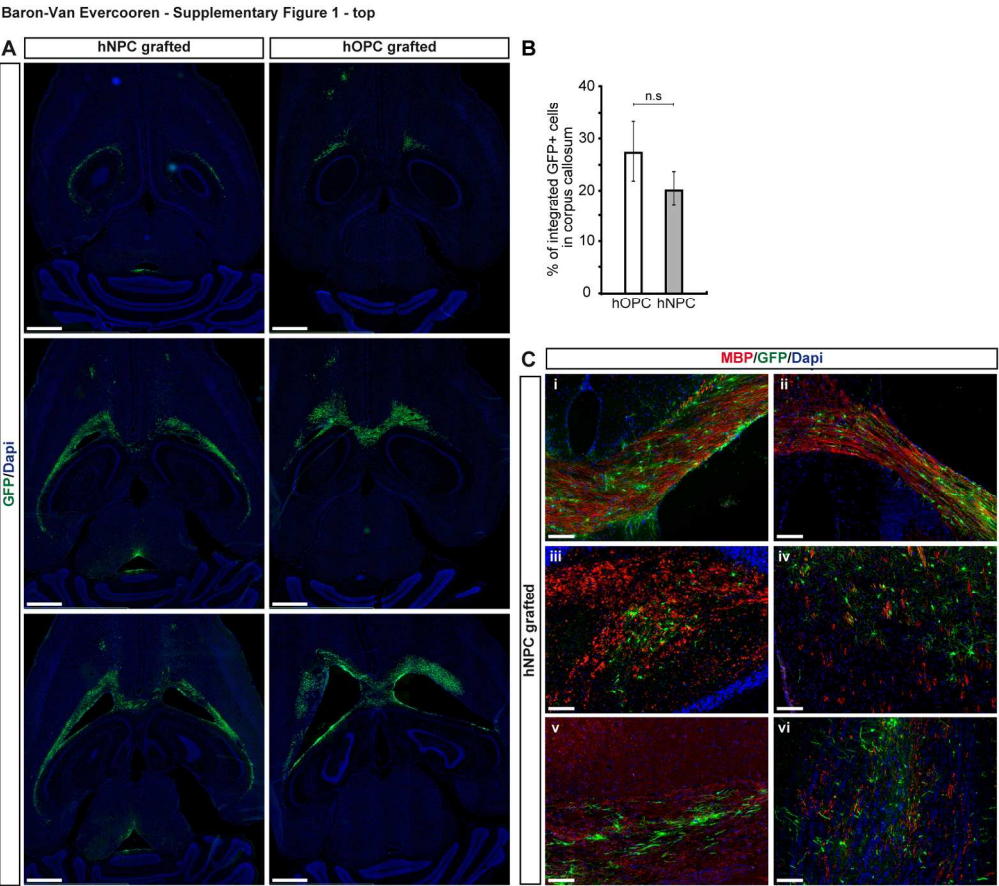 Baron-Van Evercooren - Supplementary Figure 1 - top
A
hNPC grafted
hOPC grafted
GFP/Dapi
B
40
30
20
10
0
% of integrated GFP+ cells
in corpus callosum
n.s
hOPC hNPC
C
MBP/GFP/Dapi
hNPC grafted
i
ii
iii
iv
v
vi